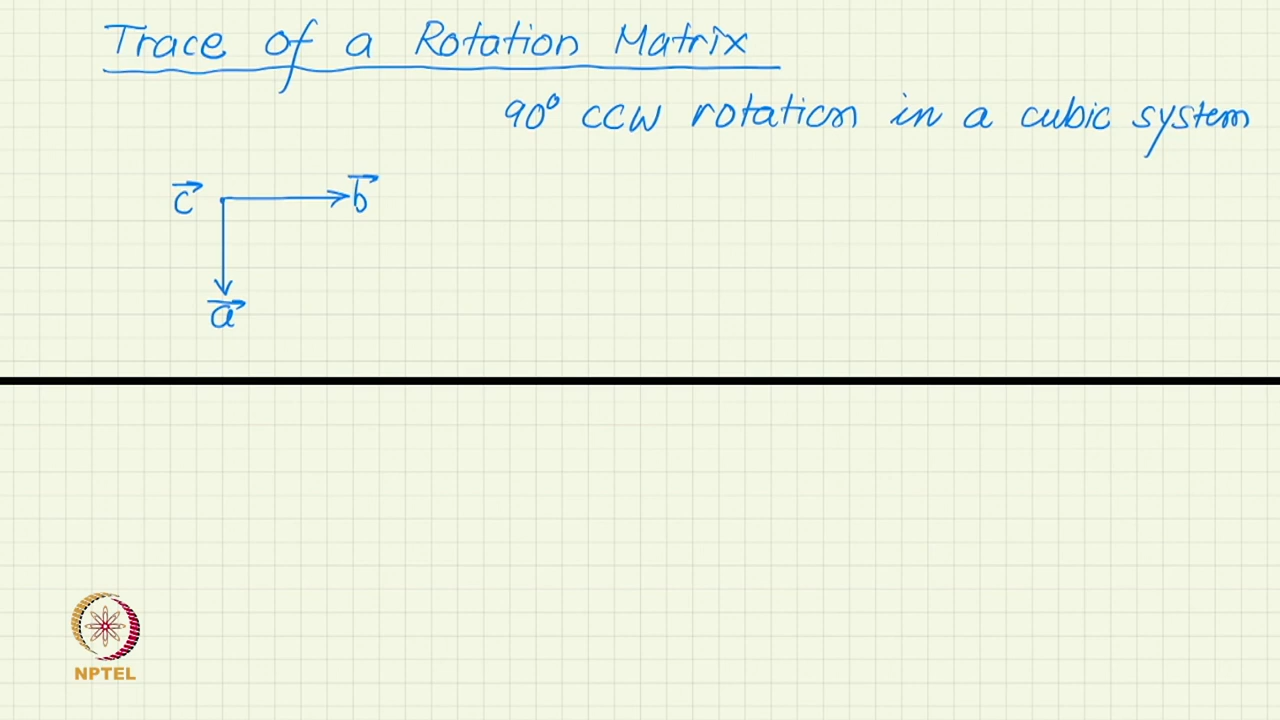 Trace of a Rotation Matrix
90° CCW rotation in a cubic system
c⃗ b⃗
a⃗
NPTEL